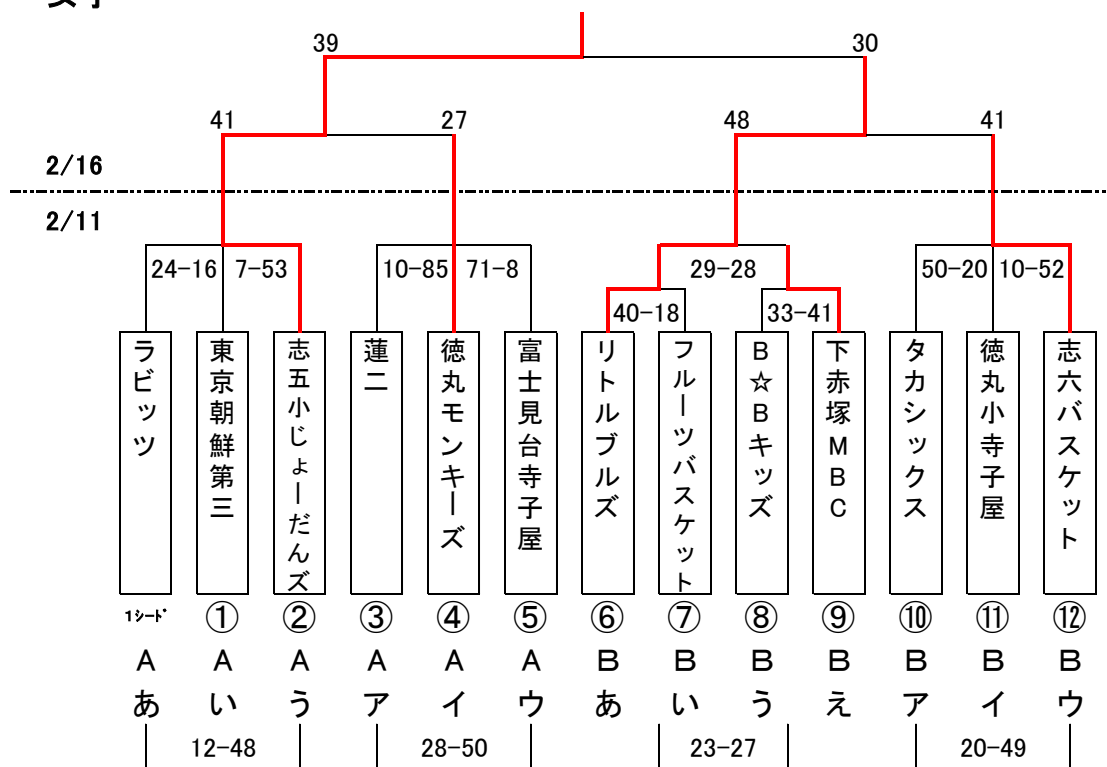 39 30
41 27 48 41
2/16
2/11
24-16 7-53 10-85 71-8 29-28 50-20 10-52
40-18 33-41
ラビッツ
東京朝鮮第三
志五小じょーだんズ
蓮二
徳丸モンキーズ
富士見台寺子屋
リトルブルズ
フルーツバスケット
B☆Bキッズ
下赤塚MBC
タカシックス
徳丸小寺子屋
志六バスケット
1シード ① ② ③ ④ ⑤ ⑥ ⑦ ⑧ ⑨ ⑩ ⑪ ⑫
A A A A A A B B B B B B B
あ い う ア イ ウ あ い う え ア イ ウ
12-48 28-50 23-27 20-49